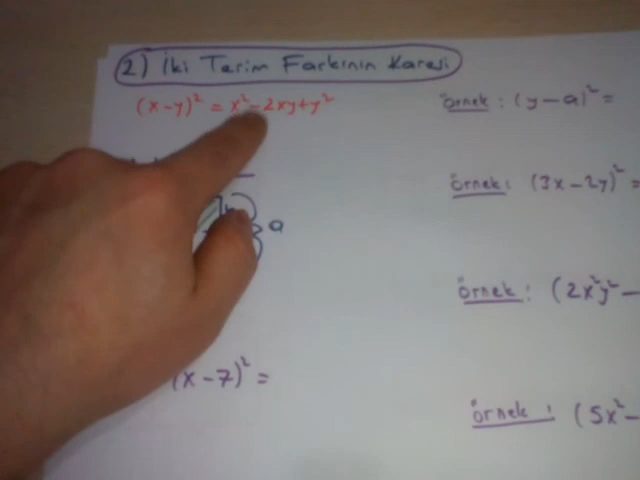 2) İki Terim Farkının Karesi
(x-y)² = x²-2xy+y²
a
(x-7)² =
örnek : (y-a)² =
örnek : (3x-2y)² =
örnek : (2x²y²-
örnek : (5x²-